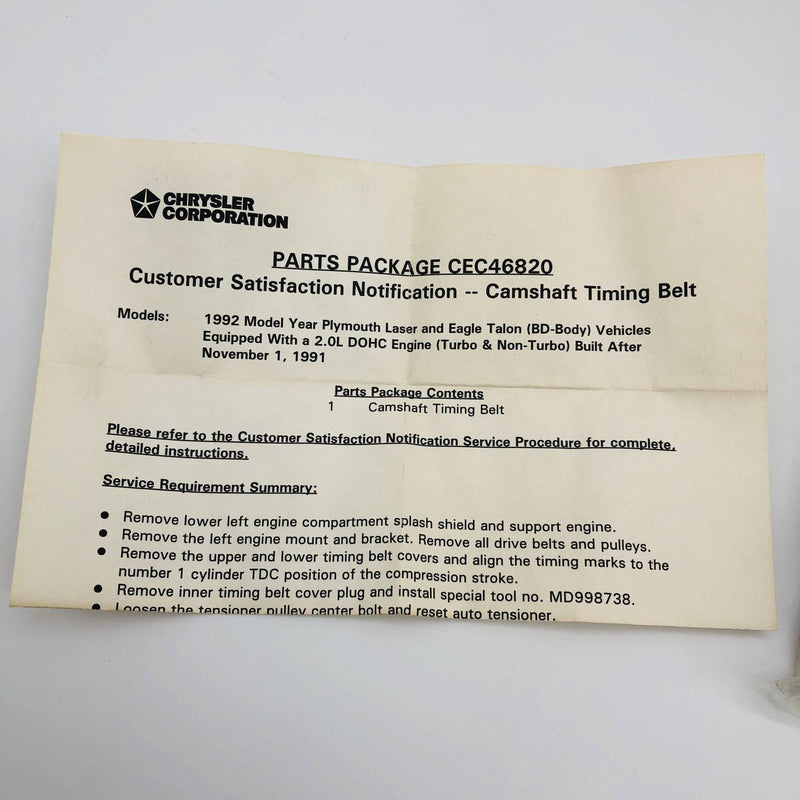 CHRYSLER
CORPORATION
PARTS PACKAGE CEC46820
Customer Satisfaction Notification -- Camshaft Timing Belt
Models: 1992 Model Year Plymouth Laser and Eagle Talon (BD-Body) Vehicles
Equipped With a 2.0L DOHC Engine (Turbo & Non-Turbo) Built After
November 1, 1991
Parts Package Contents
1 Camshaft Timing Belt
Please refer to the Customer Satisfaction Notification Service Procedure for complete,
detailed instructions.
Service Requirement Summary:
● Remove lower left engine compartment splash shield and support engine.
● Remove the left engine mount and bracket. Remove all drive belts and pulleys.
● Remove the upper and lower timing belt covers and align the timing marks to the
number 1 cylinder TDC position of the compression stroke.
● Remove inner timing belt cover plug and install special tool no. MD998738.
● Loosen the tensioner pulley center bolt and reset auto tensioner.